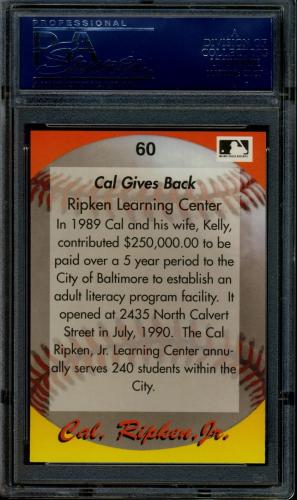 PROFESSIONAL
PSA
60
Cal Gives Back
Ripken Learning Center
In 1989 Cal and his wife, Kelly,
contributed $250,000.00 to be
paid over a 5 year period to the
City of Baltimore to establish an
adult literacy program facility. It
opened at 2435 North Calvert
Street in July, 1990. The Cal
Ripken, Jr. Learning Center annu-
ally serves 240 students within the
City.
Cal, Ripken, Jr.